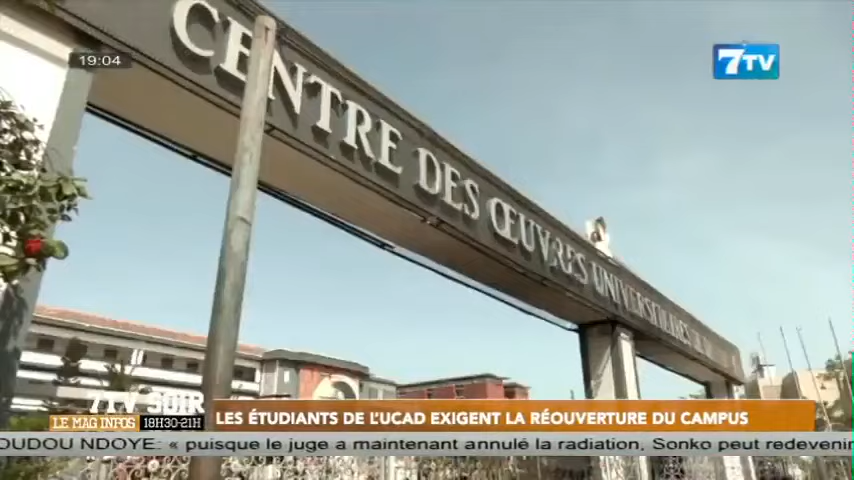 19:04
7TV
CENTRE DES ŒUVRES UNIVERSITAIRES DE
7TV SOIR
LE MAG INFOS 18H30-21H
LES ÉTUDIANTS DE L'UCAD EXIGENT LA RÉOUVERTURE DU CAMPUS
OUDOU NDOYE: « puisque le juge a maintenant annulé la radiation, Sonko peut redevenir